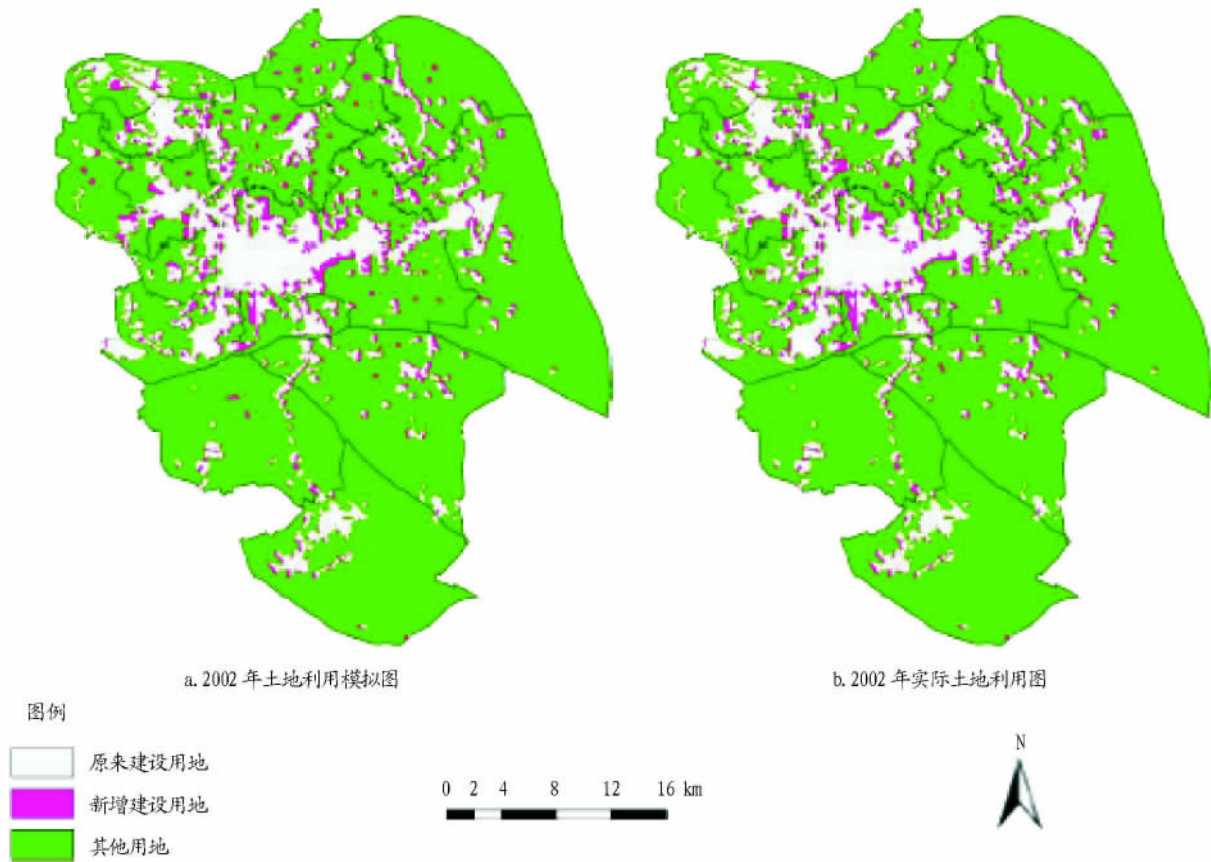 a. 2002 年土地利用模拟图
b. 2002 年实际土地利用图
图例
原来建设用地
新增建设用地
其他用地
0 2 4 8 12 16 km
N